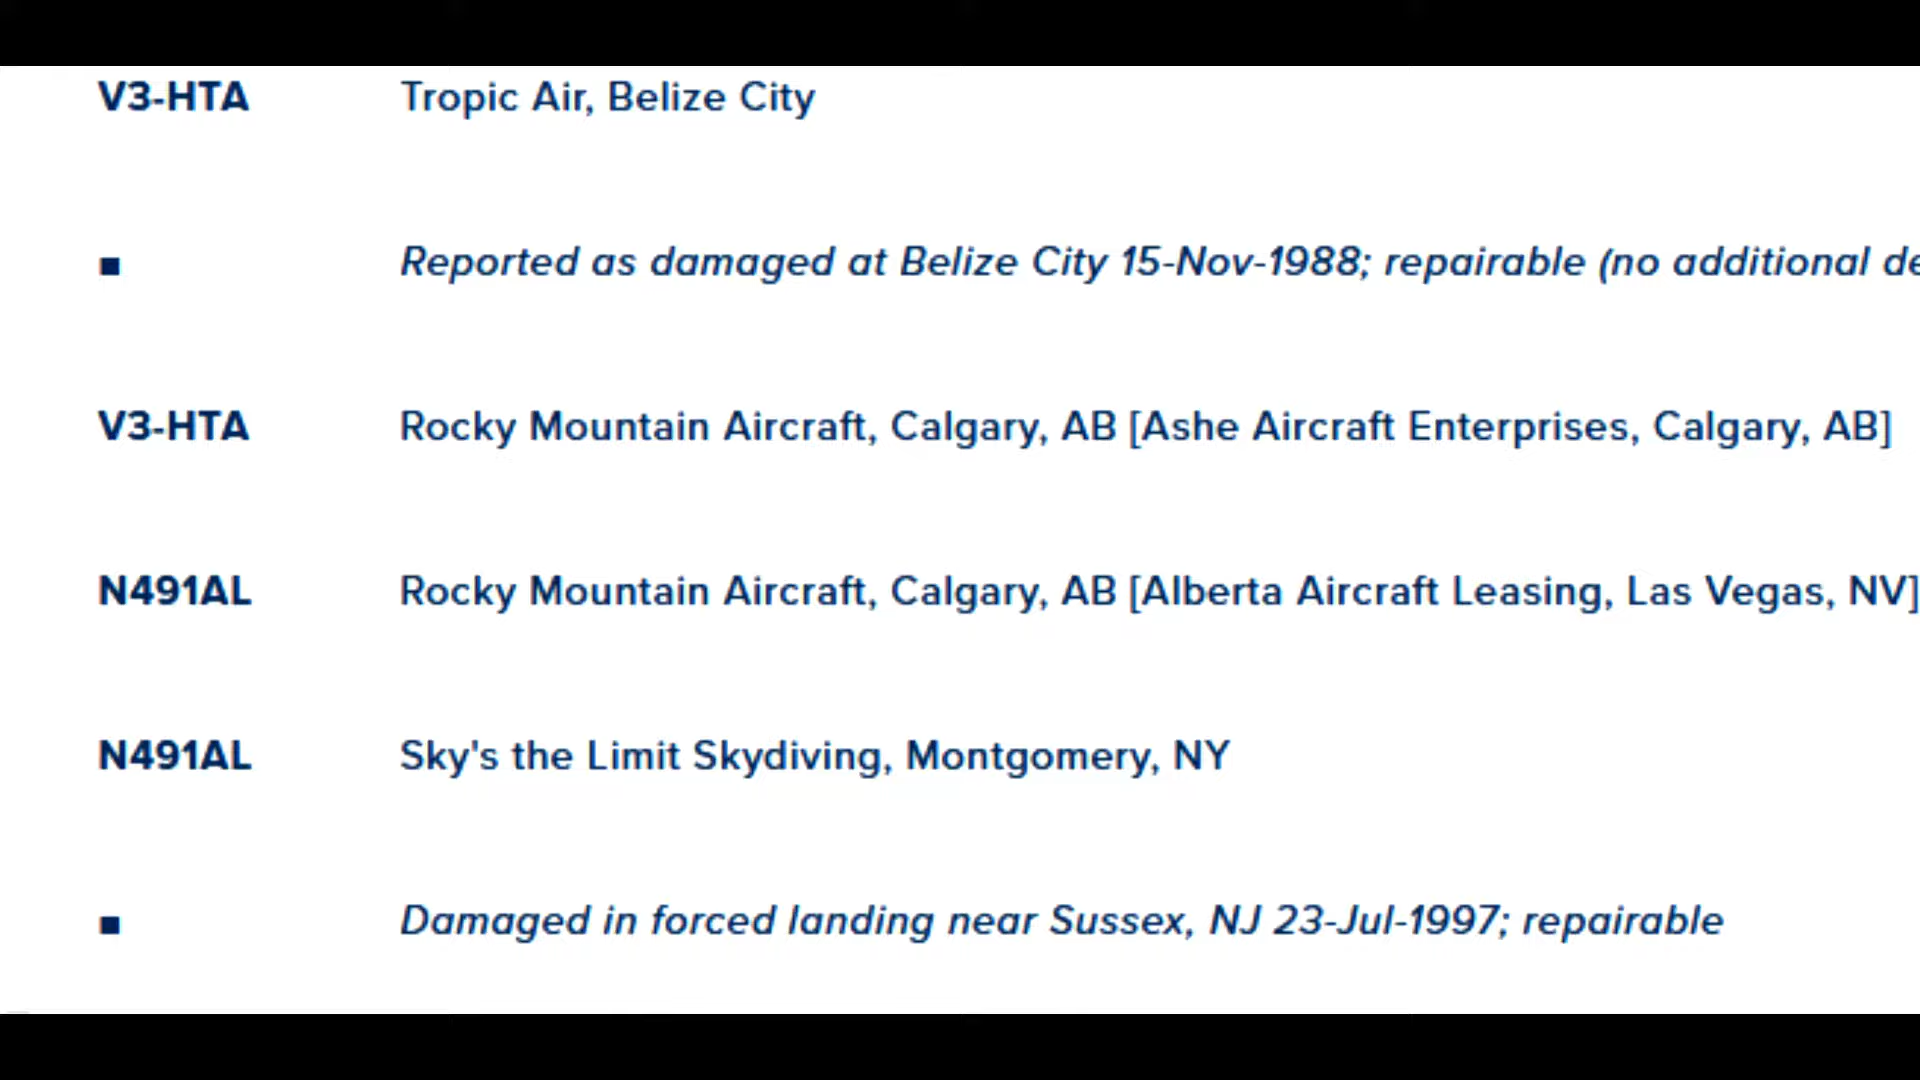 V3-HTA Tropic Air, Belize City
▪ Reported as damaged at Belize City 15-Nov-1988; repairable (no additional
V3-HTA Rocky Mountain Aircraft, Calgary, AB [Ashe Aircraft Enterprises, Calgary, AB]
N491AL Rocky Mountain Aircraft, Calgary, AB [Alberta Aircraft Leasing, Las Vegas, NV]
N491AL Sky's the Limit Skydiving, Montgomery, NY
▪ Damaged in forced landing near Sussex, NJ 23-Jul-1997; repairable